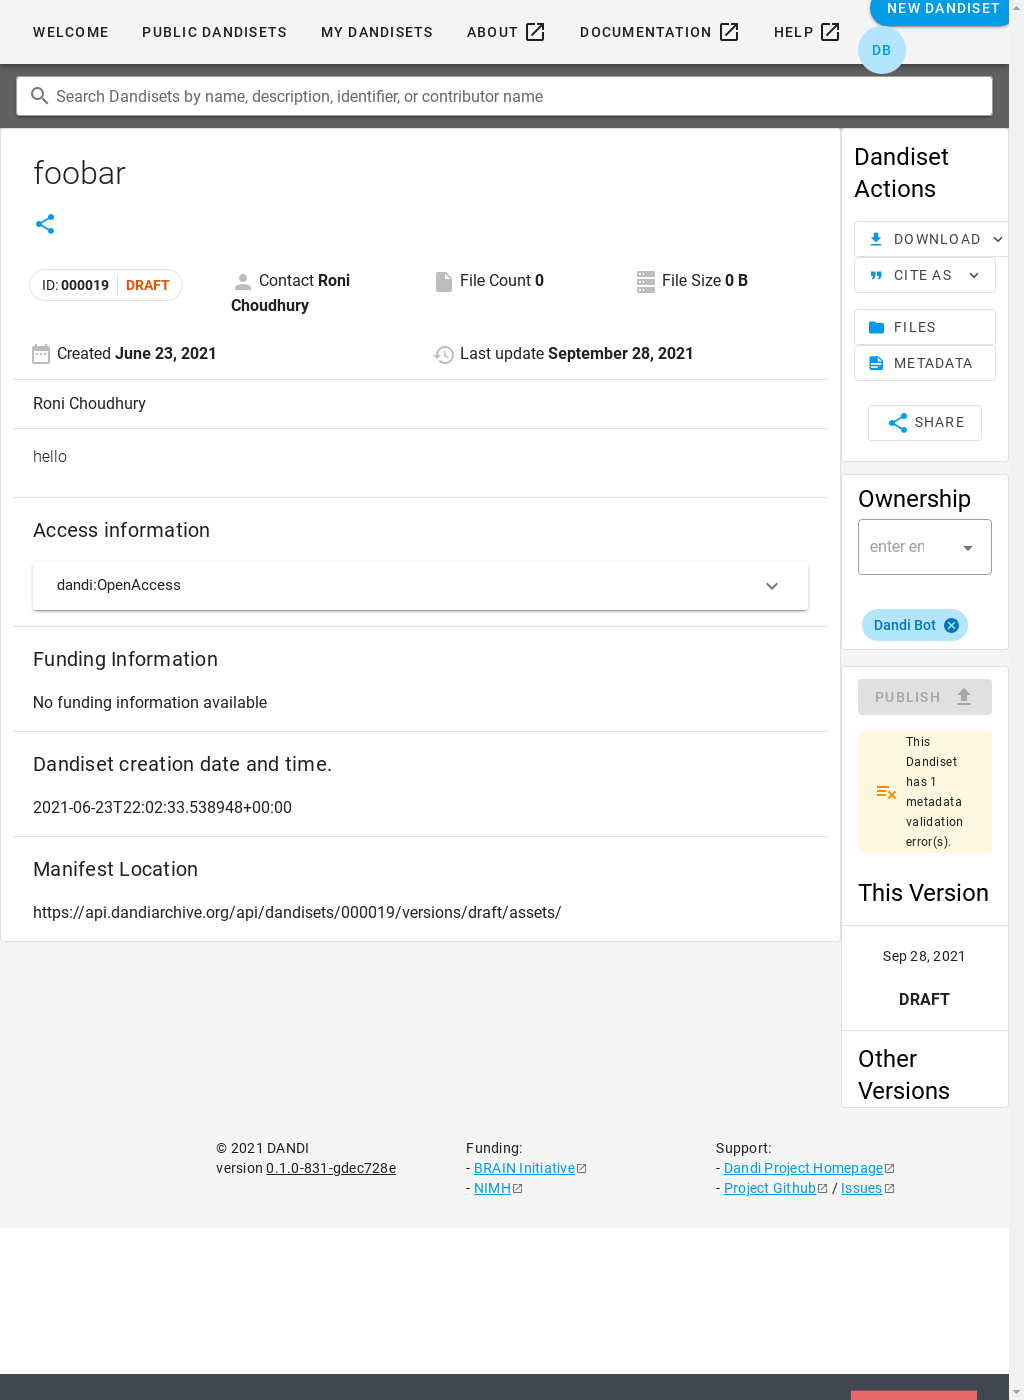 WELCOME PUBLIC DANDISETS MY DANDISETS ABOUT DOCUMENTATION HELP NEW DANDISET
DB
Search Dandisets by name, description, identifier, or contributor name
foobar
ID: 000019 DRAFT
Contact Roni Choudhury
File Count 0
File Size 0 B
Created June 23, 2021
Last update September 28, 2021
Roni Choudhury
hello
Access information
dandi:OpenAccess
Funding Information
No funding information available
Dandiset creation date and time.
2021-06-23T22:02:33.538948+00:00
Manifest Location
https://api.dandiarchive.org/api/dandisets/000019/versions/draft/assets/
Dandiset
Actions
DOWNLOAD
CITE AS
FILES
METADATA
SHARE
Ownership
enter en
Dandi Bot
PUBLISH
This
Dandiset
has 1
metadata
validation
error(s).
This Version
Sep 28, 2021
DRAFT
Other
Versions
© 2021 DANDI
version 0.1.0-831-gdec728e
Funding:
- BRAIN Initiative
- NIMH
Support:
- Dandi Project Homepage
- Project Github / Issues